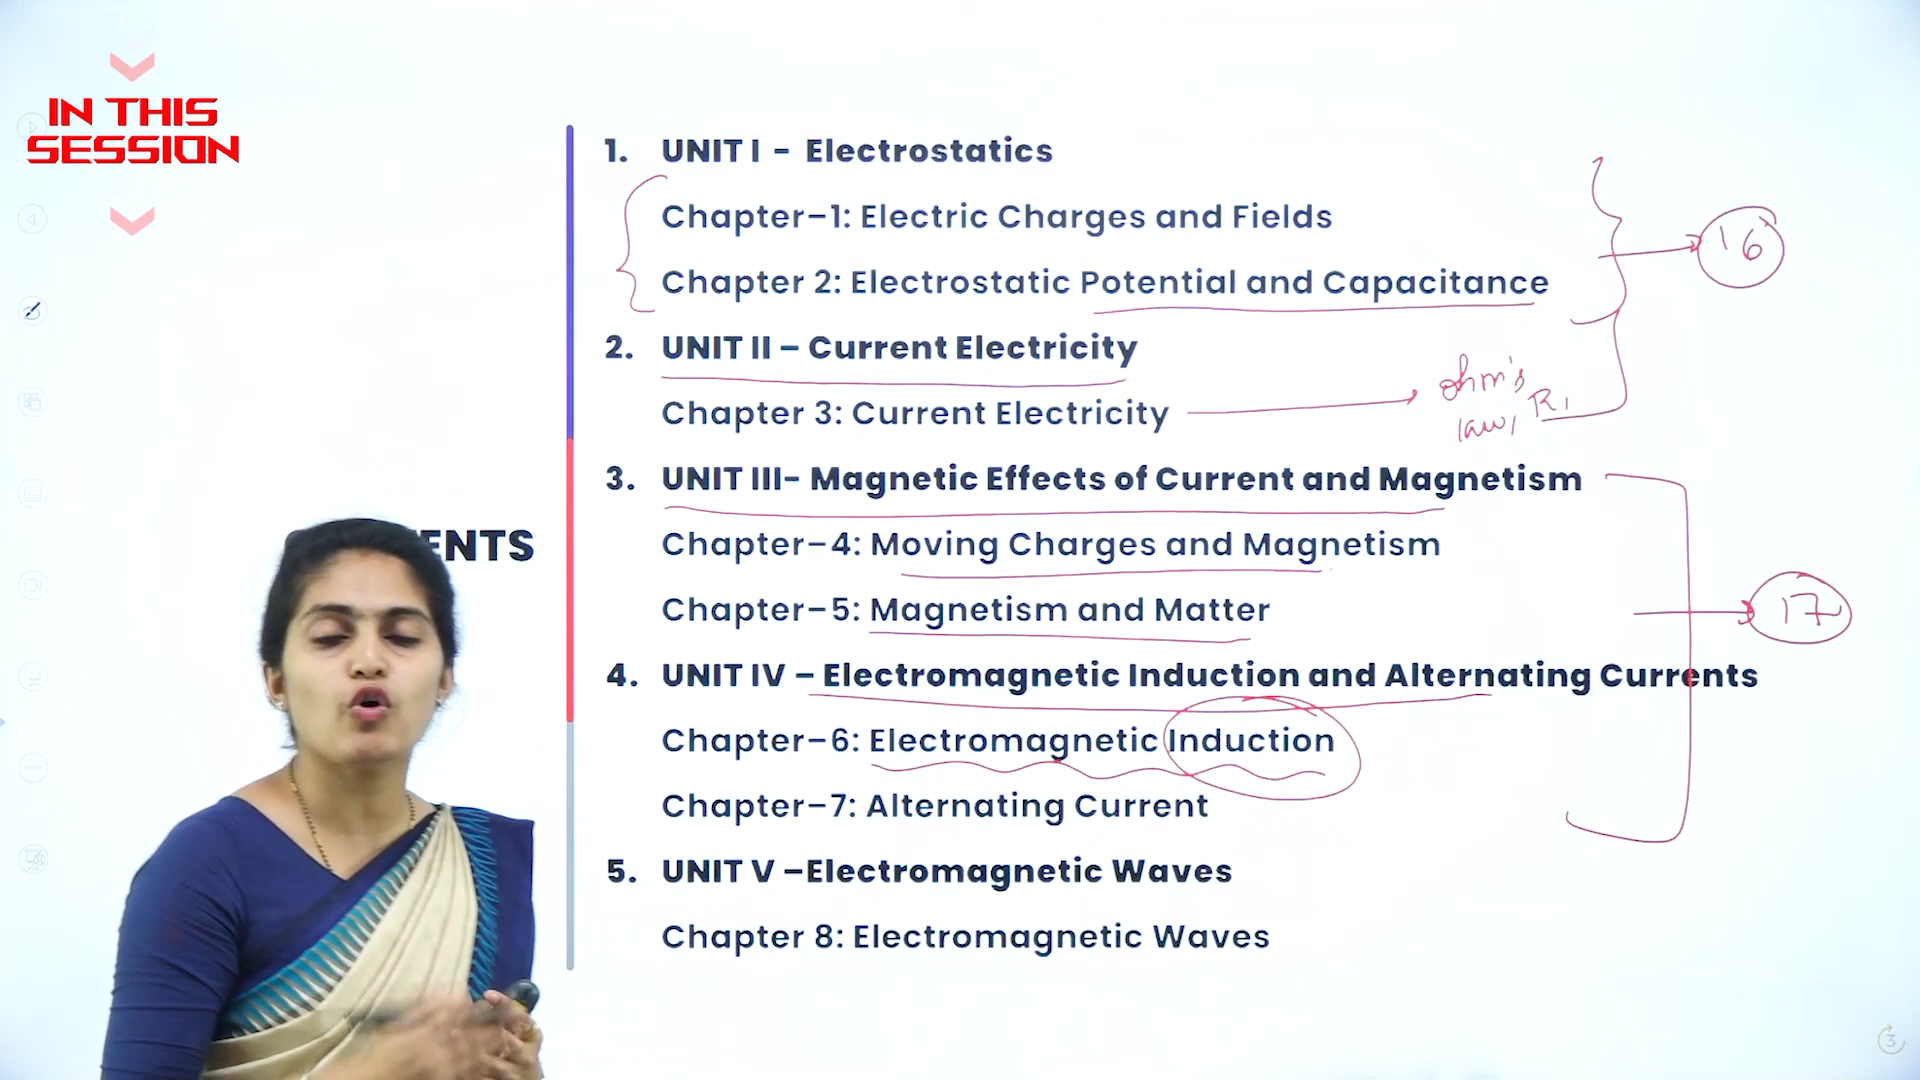 IN THIS
SESSION
ENTS
1. UNIT I - Electrostatics
Chapter–1: Electric Charges and Fields
Chapter 2: Electrostatic Potential and Capacitance
16
2. UNIT II – Current Electricity
Chapter 3: Current Electricity
ohm's
law, R,
3. UNIT III- Magnetic Effects of Current and Magnetism
Chapter–4: Moving Charges and Magnetism
Chapter–5: Magnetism and Matter
17
4. UNIT IV – Electromagnetic Induction and Alternating Currents
Chapter–6: Electromagnetic Induction
Chapter–7: Alternating Current
5. UNIT V –Electromagnetic Waves
Chapter 8: Electromagnetic Waves
3